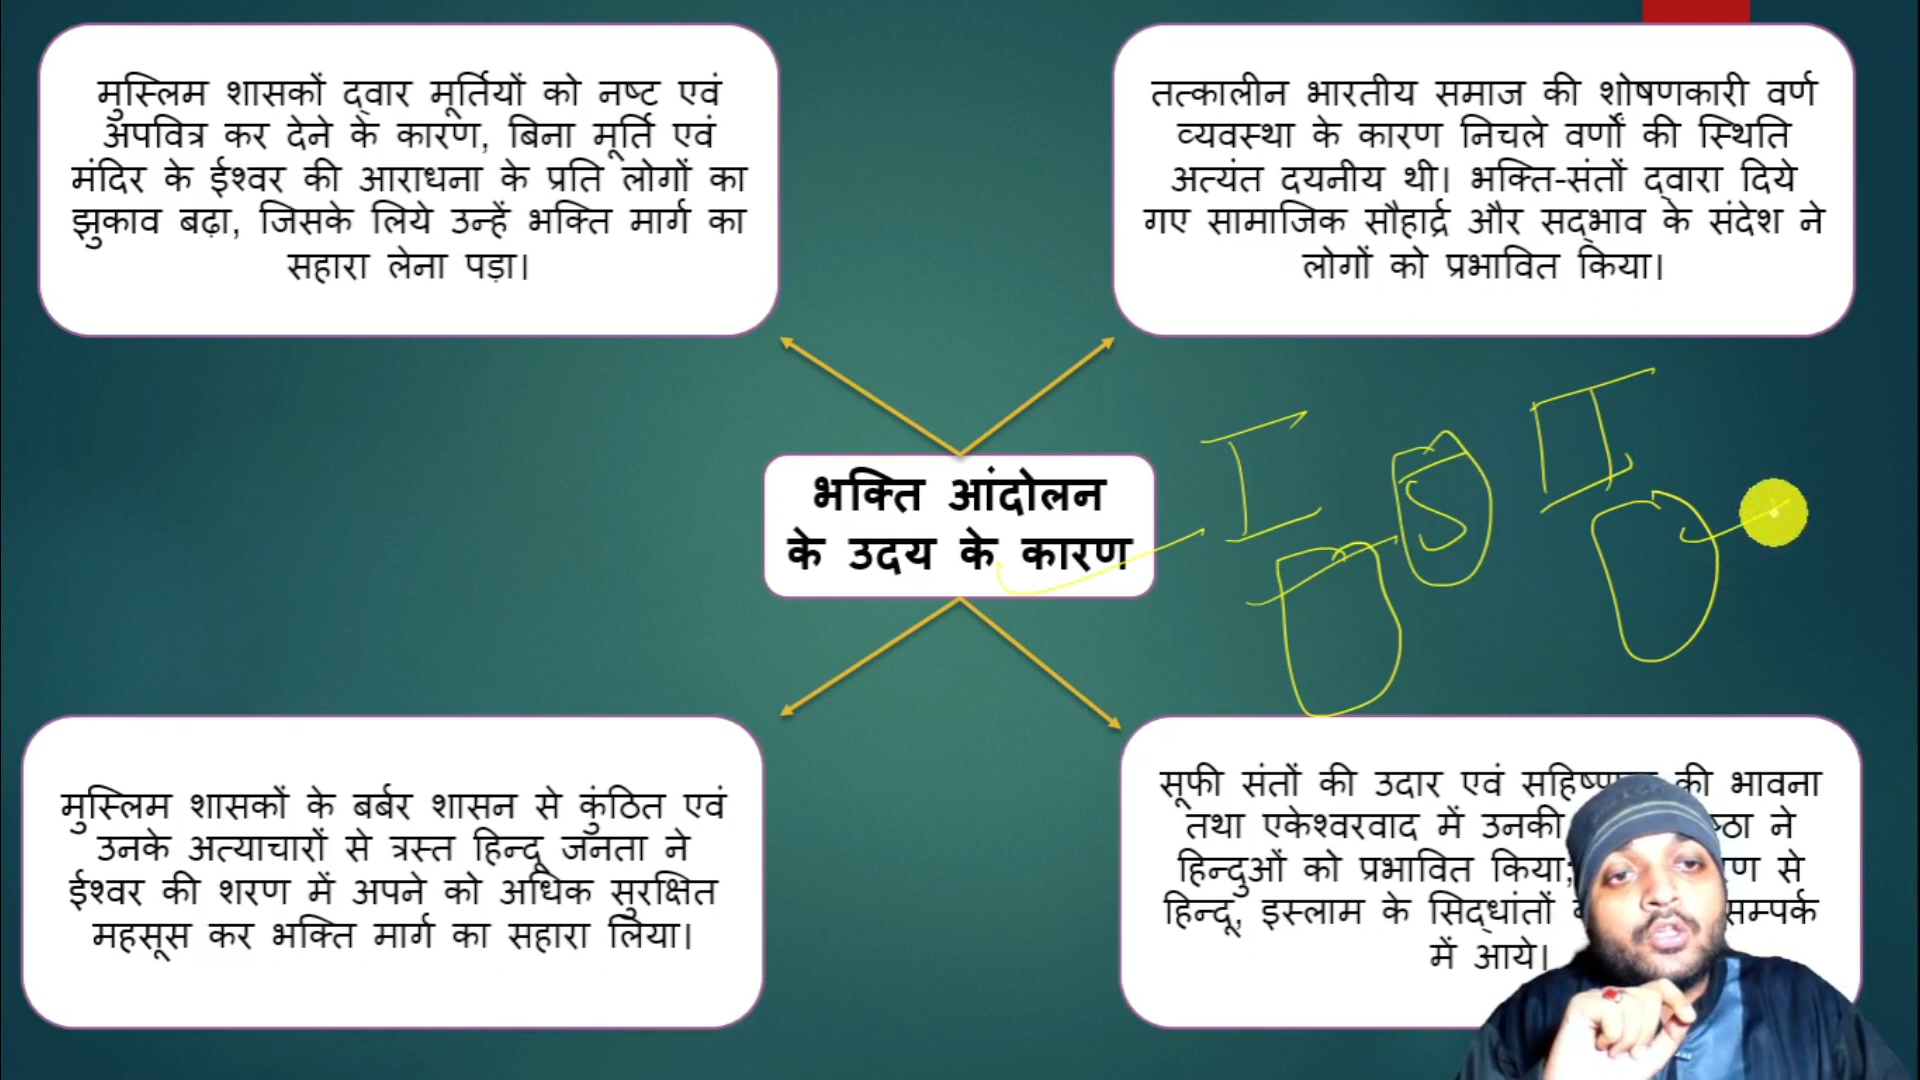 मुस्लिम शासकों द्वार मूर्तियों को नष्ट एवं
अपवित्र कर देने के कारण, बिना मूर्ति एवं
मंदिर के ईश्वर की आराधना के प्रति लोगों का
झुकाव बढ़ा, जिसके लिये उन्हें भक्ति मार्ग का
सहारा लेना पड़ा।
तत्कालीन भारतीय समाज की शोषणकारी वर्ण
व्यवस्था के कारण निचले वर्णों की स्थिति
अत्यंत दयनीय थी। भक्ति-संतों द्वारा दिये
गए सामाजिक सौहार्द्र और सद्भाव के संदेश ने
लोगों को प्रभावित किया।
भक्ति आंदोलन
के उदय के कारण
I S II
मुस्लिम शासकों के बर्बर शासन से कुंठित एवं
उनके अत्याचारों से त्रस्त हिन्दू जनता ने
ईश्वर की शरण में अपने को अधिक सुरक्षित
महसूस कर भक्ति मार्ग का सहारा लिया।
सूफी संतों की उदार एवं की भावना
तथा एकेश्वरवाद में उनकी ने
हिन्दुओं को प्रभावित किया; से
हिन्दू, इस्लाम के सिद्धांतों सम्पर्क
में आये।